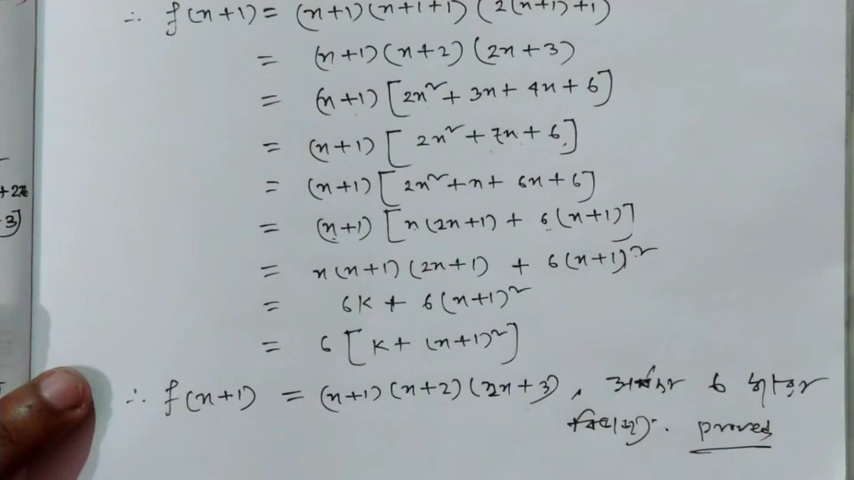 ∴ f(n+1) = (n+1)(n+1+1)(2(n+1)+1)
= (n+1)(n+2)(2n+3)
= (n+1)[2n²+3n+4n+6]
= (n+1)[2n²+7n+6]
= (n+1)[2n²+n+6n+6]
+2n
= (n+1)[n(2n+1)+6(n+1)]
3]
= n(n+1)(2n+1) + 6(n+1)²
= 6K + 6(n+1)²
= 6[K+(n+1)²]
∴ f(n+1) = (n+1)(n+2)(2n+3), 6
proved